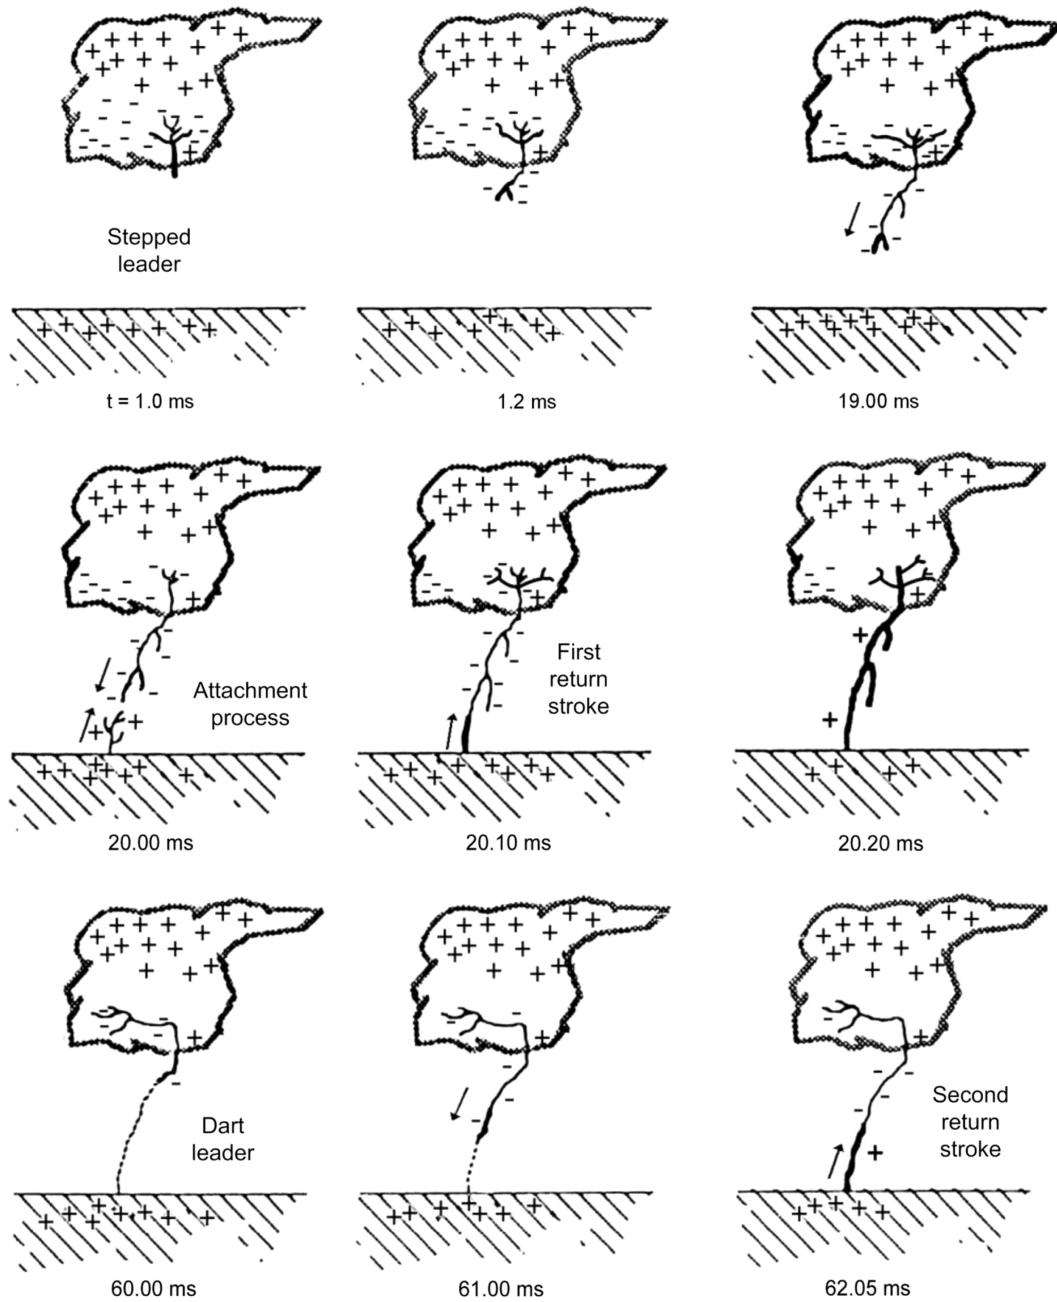 Stepped
leader
t = 1.0 ms
1.2 ms
19.00 ms
Attachment
process
First
return
stroke
20.00 ms
20.10 ms
20.20 ms
Dart
leader
Second
return
stroke
60.00 ms
61.00 ms
62.05 ms